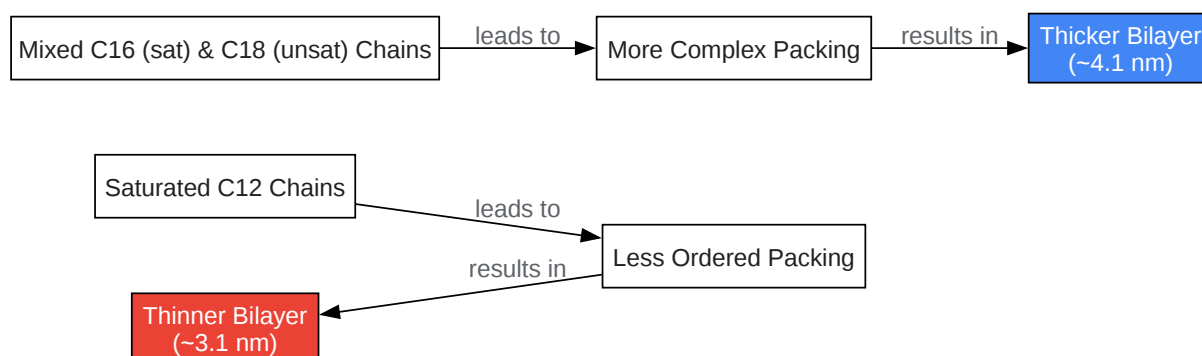 Mixed C16 (sat) & C18 (unsat) Chains
leads to
More Complex Packing
results in
Thicker Bilayer
(~4.1 nm)
Saturated C12 Chains
leads to
Less Ordered Packing
results in
Thinner Bilayer
(~3.1 nm)